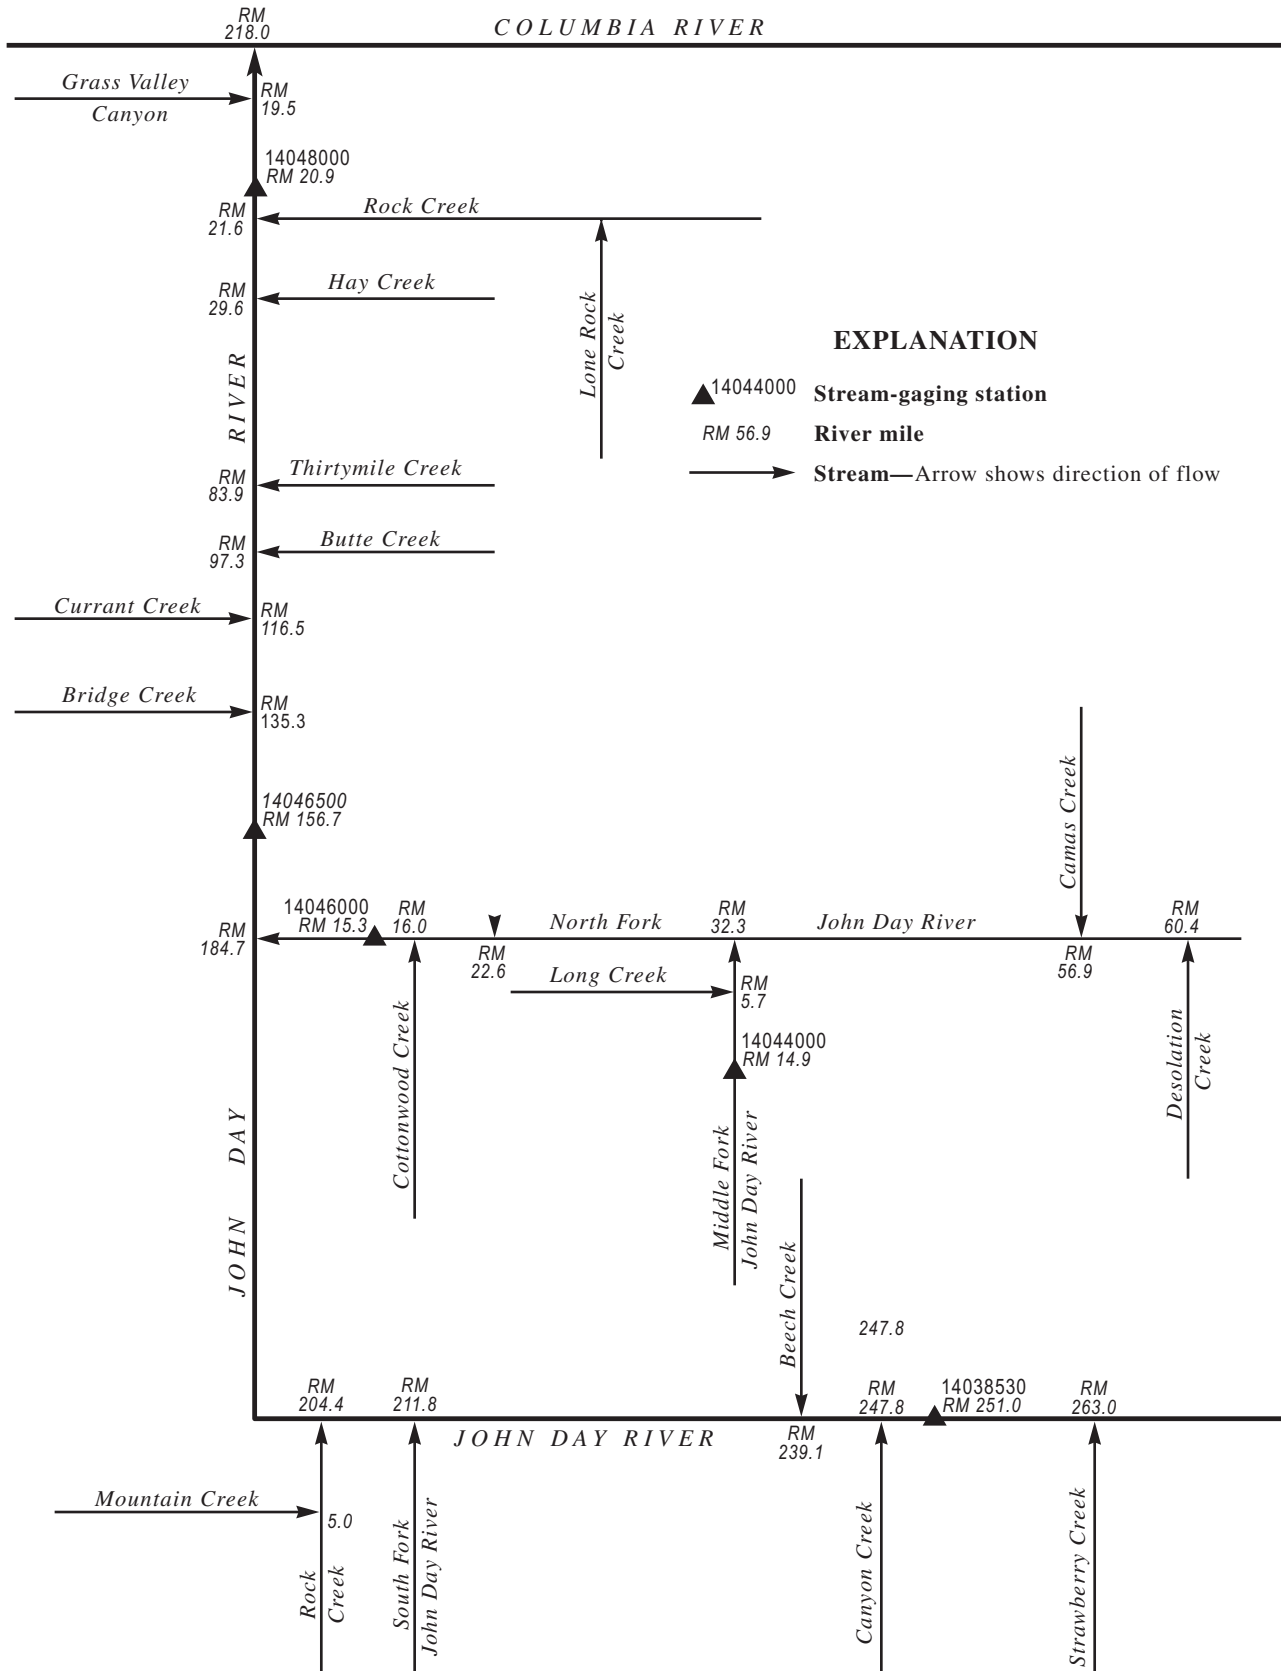 RM
218.0
COLUMBIA RIVER
Grass Valley
Canyon
RM
19.5
14048000
RM 20.9
RM
21.6
Rock Creek
RM
29.6
Hay Creek
Lone Rock
Creek
EXPLANATION
14044000 Stream-gaging station
RM 56.9 River mile
Stream—Arrow shows direction of flow
RIVER
RM
83.9
Thirtymile Creek
RM
97.3
Butte Creek
Currant Creek
RM
116.5
Bridge Creek
RM
135.3
14046500
RM 156.7
Camas Creek
RM
184.7
14046000
RM 15.3
RM
16.0
RM
22.6
North Fork
RM
32.3
John Day River
RM
56.9
RM
60.4
Long Creek
RM
5.7
14044000
RM 14.9
Cottonwood Creek
Middle Fork
John Day River
Desolation
Creek
JOHN DAY
Beech Creek
247.8
RM
204.4
RM
211.8
JOHN DAY RIVER
RM
239.1
RM
247.8
14038530
RM 251.0
RM
263.0
Mountain Creek
5.0
Rock
Creek
South Fork
John Day River
Canyon Creek
Strawberry Creek